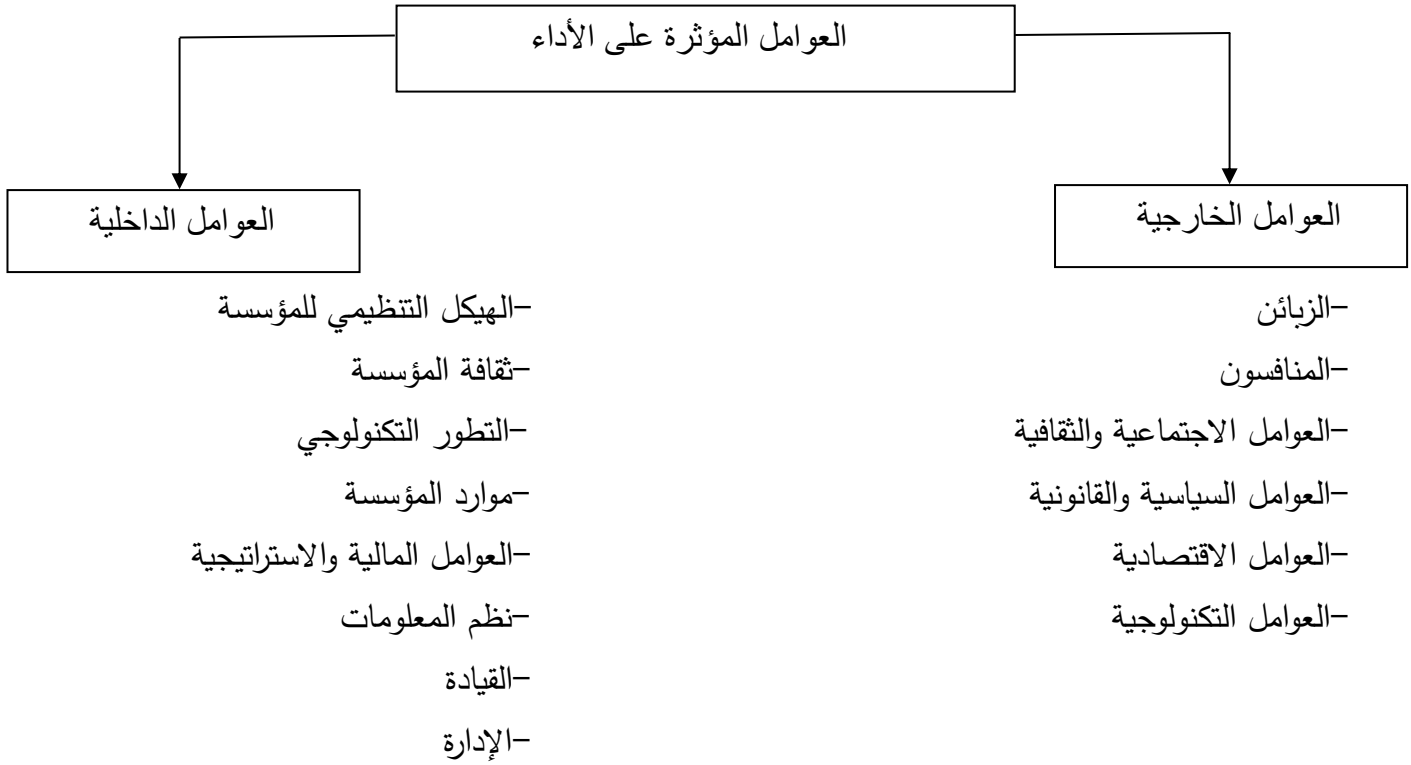 العوامل المؤثرة على الأداء
العوامل الخارجية
-الزبائن
-المنافسون
-العوامل الاجتماعية والثقافية
-العوامل السياسية والقانونية
-العوامل الاقتصادية
-العوامل التكنولوجية
العوامل الداخلية
-الهيكل التنظيمي للمؤسسة
-ثقافة المؤسسة
-التطور التكنولوجي
-موارد المؤسسة
-العوامل المالية والاستراتيجية
-نظم المعلومات
-القيادة
-الإدارة